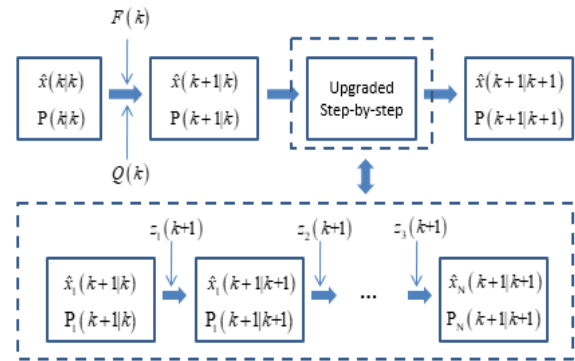 F(k)
x̂(k|k)
P(k|k)
x̂(k+1|k)
P(k+1|k)
Upgraded
Step-by-step
x̂(k+1|k+1)
P(k+1|k+1)
Q(k)
z₁(k+1)
z₂(k+1)
z₃(k+1)
x̂₁(k+1|k)
P₁(k+1|k)
x̂₁(k+1|k+1)
P₁(k+1|k+1)
...
x̂_N(k+1|k+1)
P_N(k+1|k+1)